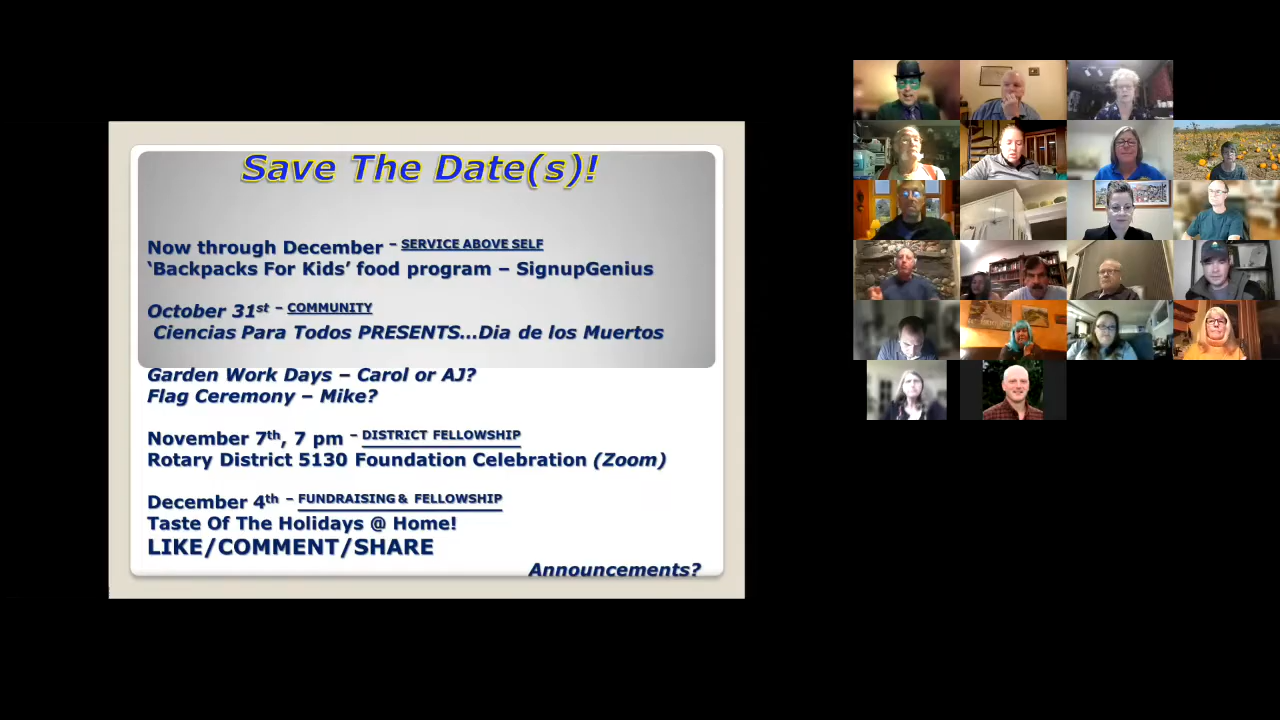 Save The Date(s)!
Now through December – SERVICE ABOVE SELF
‘Backpacks For Kids’ food program – SignupGenius
October 31st – COMMUNITY
Ciencias Para Todos PRESENTS…Dia de los Muertos
Garden Work Days – Carol or AJ?
Flag Ceremony – Mike?
November 7th, 7 pm – DISTRICT FELLOWSHIP
Rotary District 5130 Foundation Celebration (Zoom)
December 4th – FUNDRAISING & FELLOWSHIP
Taste Of The Holidays @ Home!
LIKE/COMMENT/SHARE
Announcements?